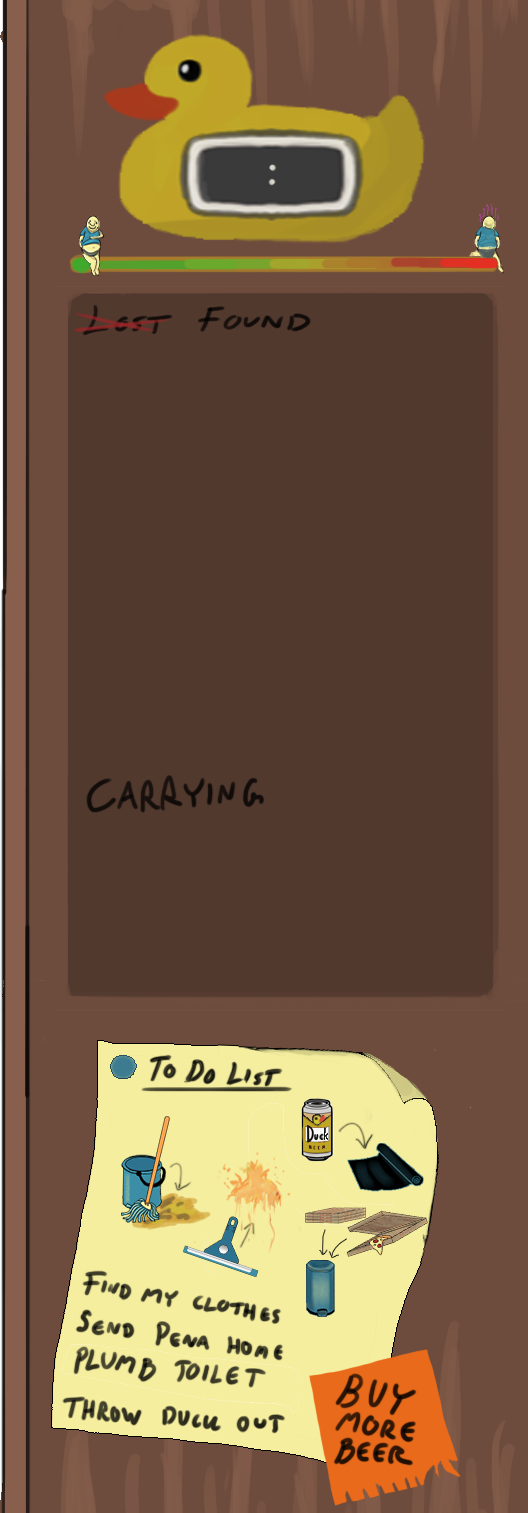 :
Lost Found
Carrying
To Do List
Duck
BEER
Find my clothes
Send Pena home
Plumb toilet
Throw duck out
Buy
more
beer